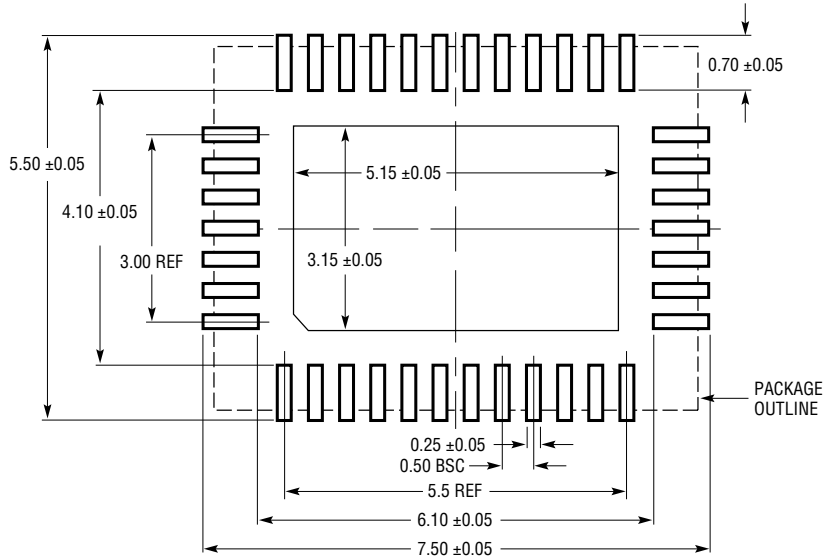 0.70 ±0.05
5.50 ±0.05
5.15 ±0.05
4.10 ±0.05
3.00 REF
3.15 ±0.05
PACKAGE
OUTLINE
0.25 ±0.05
0.50 BSC
5.5 REF
6.10 ±0.05
7.50 ±0.05